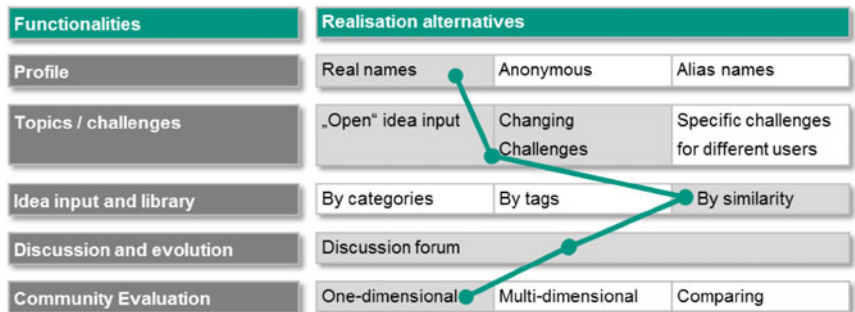 Functionalities Realisation alternatives
Profile Real names Anonymous Alias names
Topics / challenges „Open“ idea input Changing Specific challenges
Challenges for different users
Idea input and library By categories By tags By similarity
Discussion and evolution Discussion forum
Community Evaluation One-dimensional Multi-dimensional Comparing